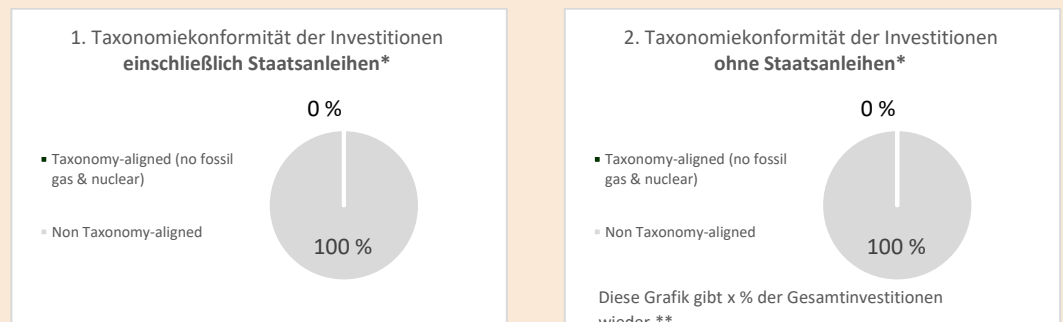 1. Taxonomiekonformität der Investitionen
einschließlich Staatsanleihen*
0 %
Taxonomy-aligned (no fossil
gas & nuclear)
Non Taxonomy-aligned
100 %
2. Taxonomiekonformität der Investitionen
ohne Staatsanleihen*
0 %
Taxonomy-aligned (no fossil
gas & nuclear)
Non Taxonomy-aligned
100 %
Diese Grafik gibt x % der Gesamtinvestitionen
wieder.**